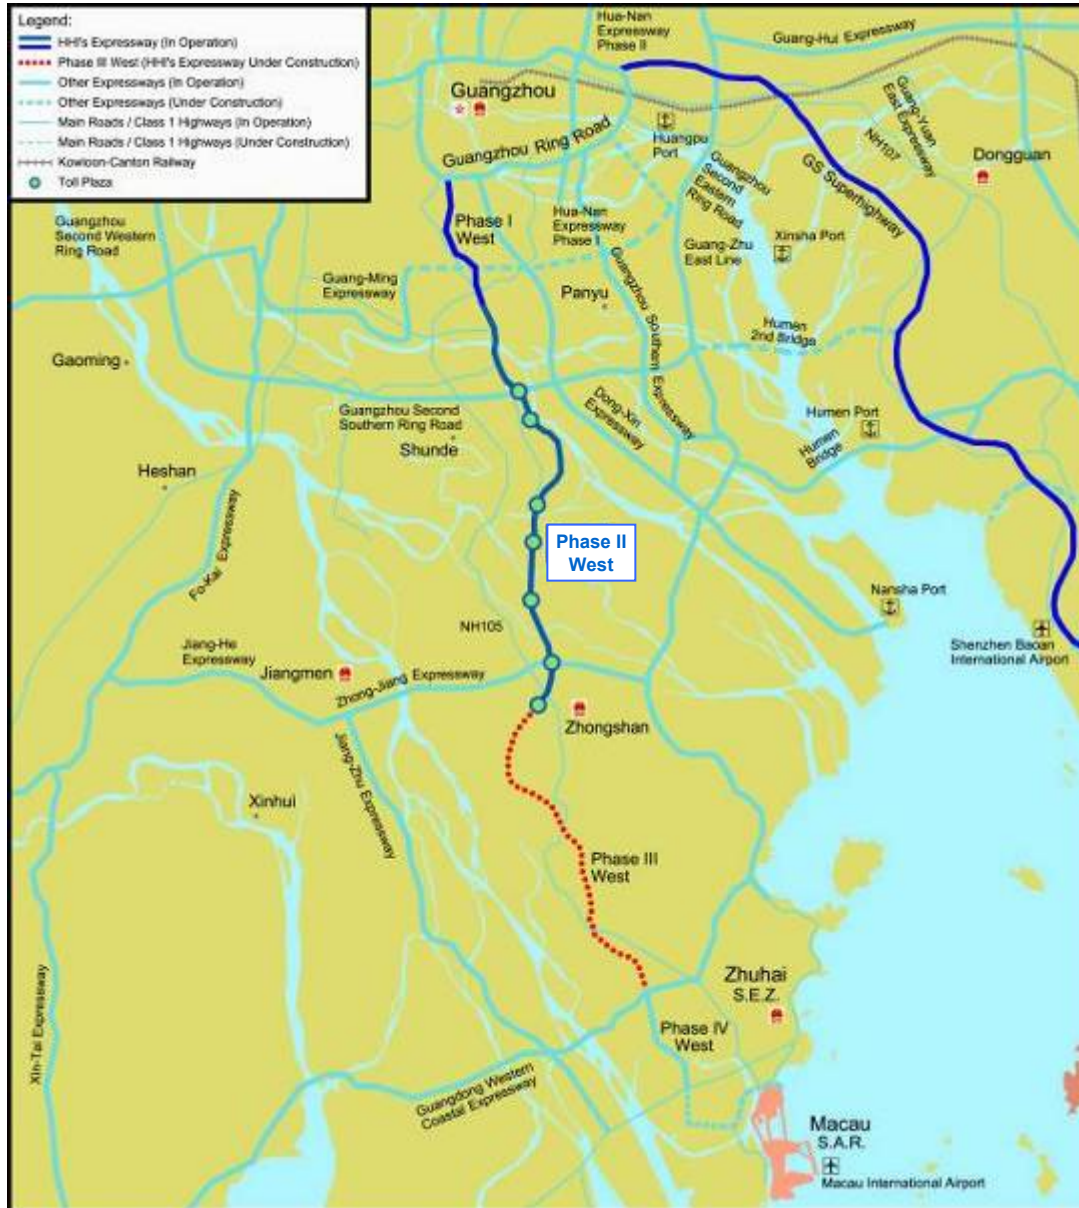 Legend:
HHI's Expressway (In Operation)
Phase III West (HHI's Expressway Under Construction)
Other Expressways (In Operation)
Other Expressways (Under Construction)
Main Roads / Class 1 Highways (In Operation)
Main Roads / Class 1 Highways (Under Construction)
Kowloon-Canton Railway
Toll Plaza
Hua-Nan
Expressway
Phase II
Guang-Hui Expressway
Guangzhou
Guangzhou Ring Road
Huangpu
Port
Guang-Yuan
East Expressway
NH107
Dongguan
GS Superhighway
Guangzhou
Second
Eastern
Ring Road
Guangzhou
Second Western
Ring Road
Phase I
West
Hua-Nan
Expressway
Phase I
Guang-Zhu
East Line
Xinsha Port
Guang-Ming
Expressway
Panyu
Guangzhou Southern Expressway
Humen
2nd Bridge
Gaoming
Guangzhou Second
Southern Ring Road
Shunde
Dong-Xin
Expressway
Humen Port
Humen
Bridge
Heshan
Fo-Kai Expressway
Phase II
West
Nansha Port
NH105
Jiang-He
Expressway
Jiangmen
Zhong-Jiang Expressway
Shenzhen Baoan
International Airport
Zhongshan
Jiang-Zhu Expressway
Xinhui
Phase III
West
Zhuhai
S.E.Z.
Xin-Tai Expressway
Phase IV
West
Guangdong Western
Coastal Expressway
Macau
S.A.R.
Macau International Airport